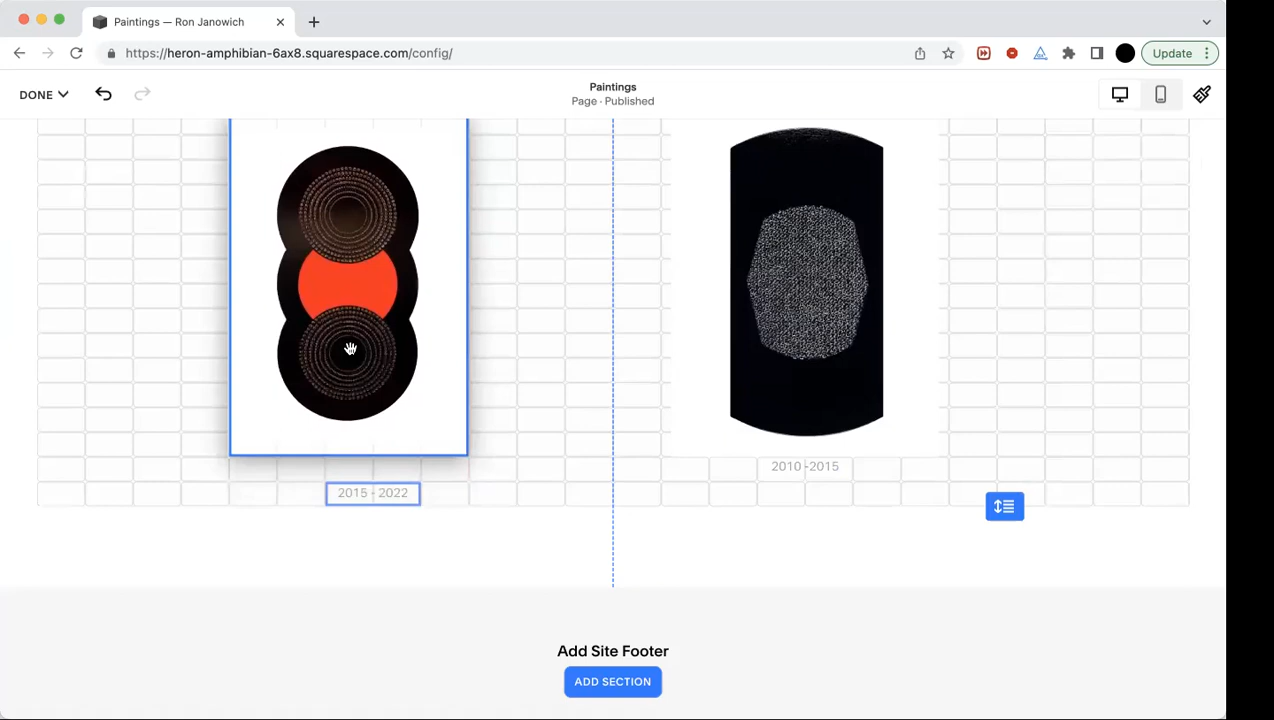 Paintings — Ron Janowich
https://heron-amphibian-6ax8.squarespace.com/config/
Update
DONE
Paintings
Page · Published
2015 - 2022
2010 -2015
Add Site Footer
ADD SECTION